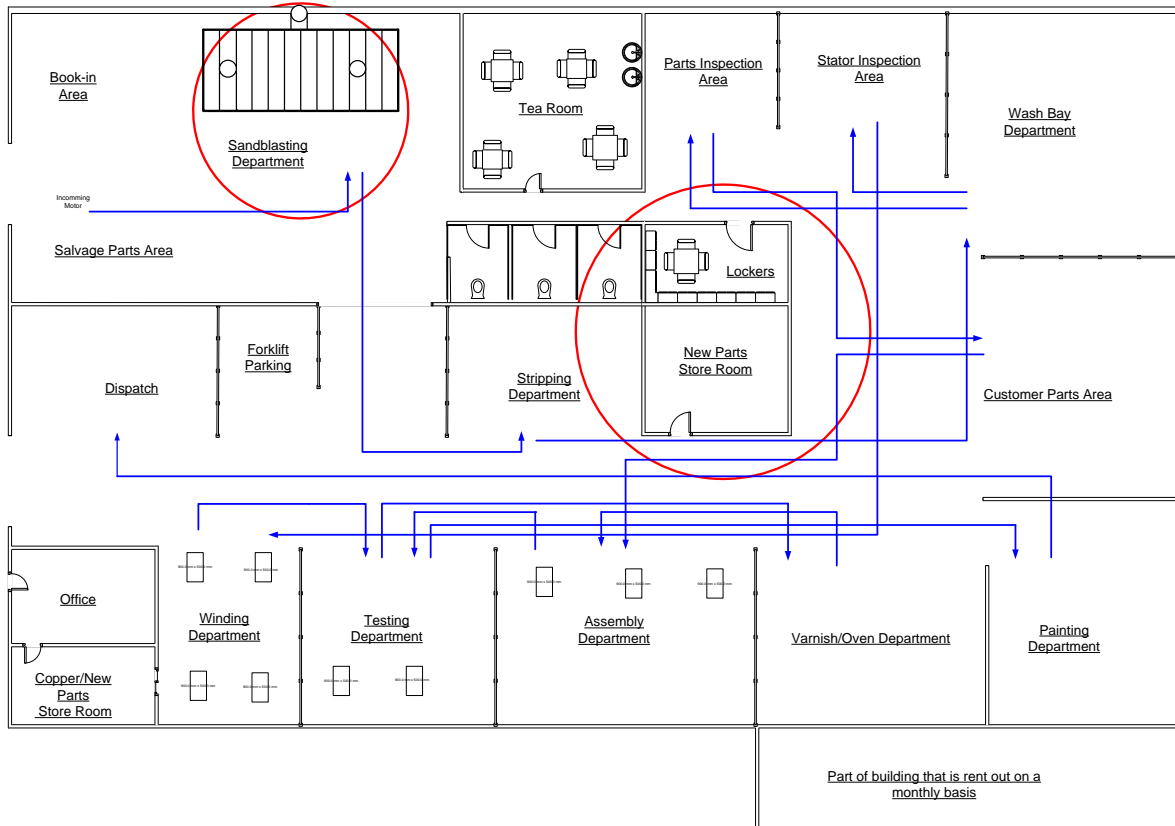 Book-in
Area
Sandblasting
Department
Tea Room
Parts Inspection
Area
Stator Inspection
Area
Wash Bay
Department
Incomming
Motor
Salvage Parts Area
Lockers
Dispatch
Forklift
Parking
Stripping
Department
New Parts
Store Room
Customer Parts Area
Office
Copper/New
Parts
Store Room
Winding
Department
Testing
Department
Assembly
Department
Varnish/Oven Department
Painting
Department
Part of building that is rent out on a
monthly basis